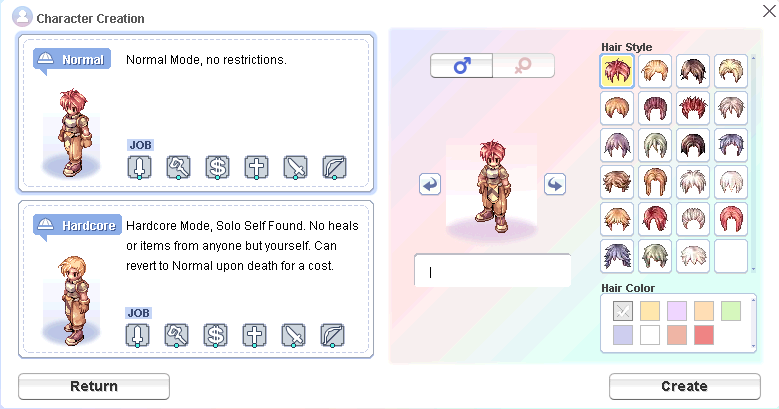 Character Creation
Normal
Normal Mode, no restrictions.
JOB
Hardcore
Hardcore Mode, Solo Self Found. No heals
or items from anyone but yourself. Can
revert to Normal upon death for a cost.
JOB
Hair Style
Hair Color
Return
Create